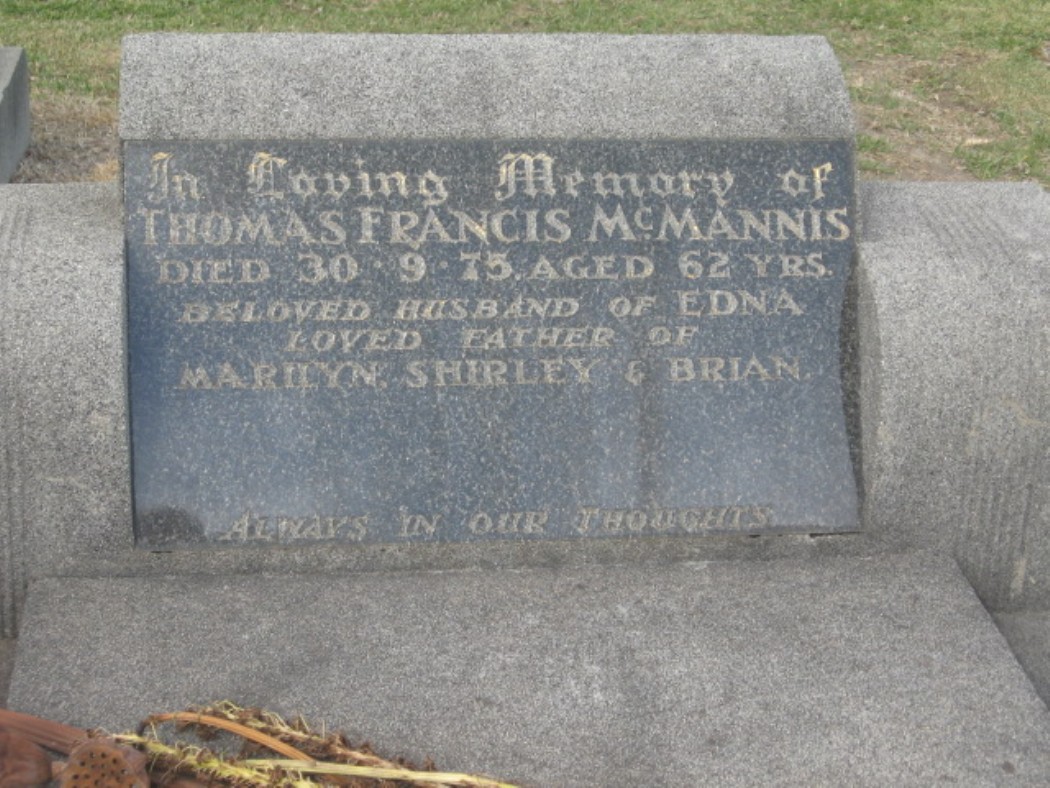 In Loving Memory of
THOMAS FRANCIS McMANNIS
DIED 30 · 9 · 75. AGED 62 YRS.
BELOVED HUSBAND OF EDNA
LOVED FATHER OF
MARILYN, SHIRLEY & BRIAN.
ALWAYS IN OUR THOUGHTS